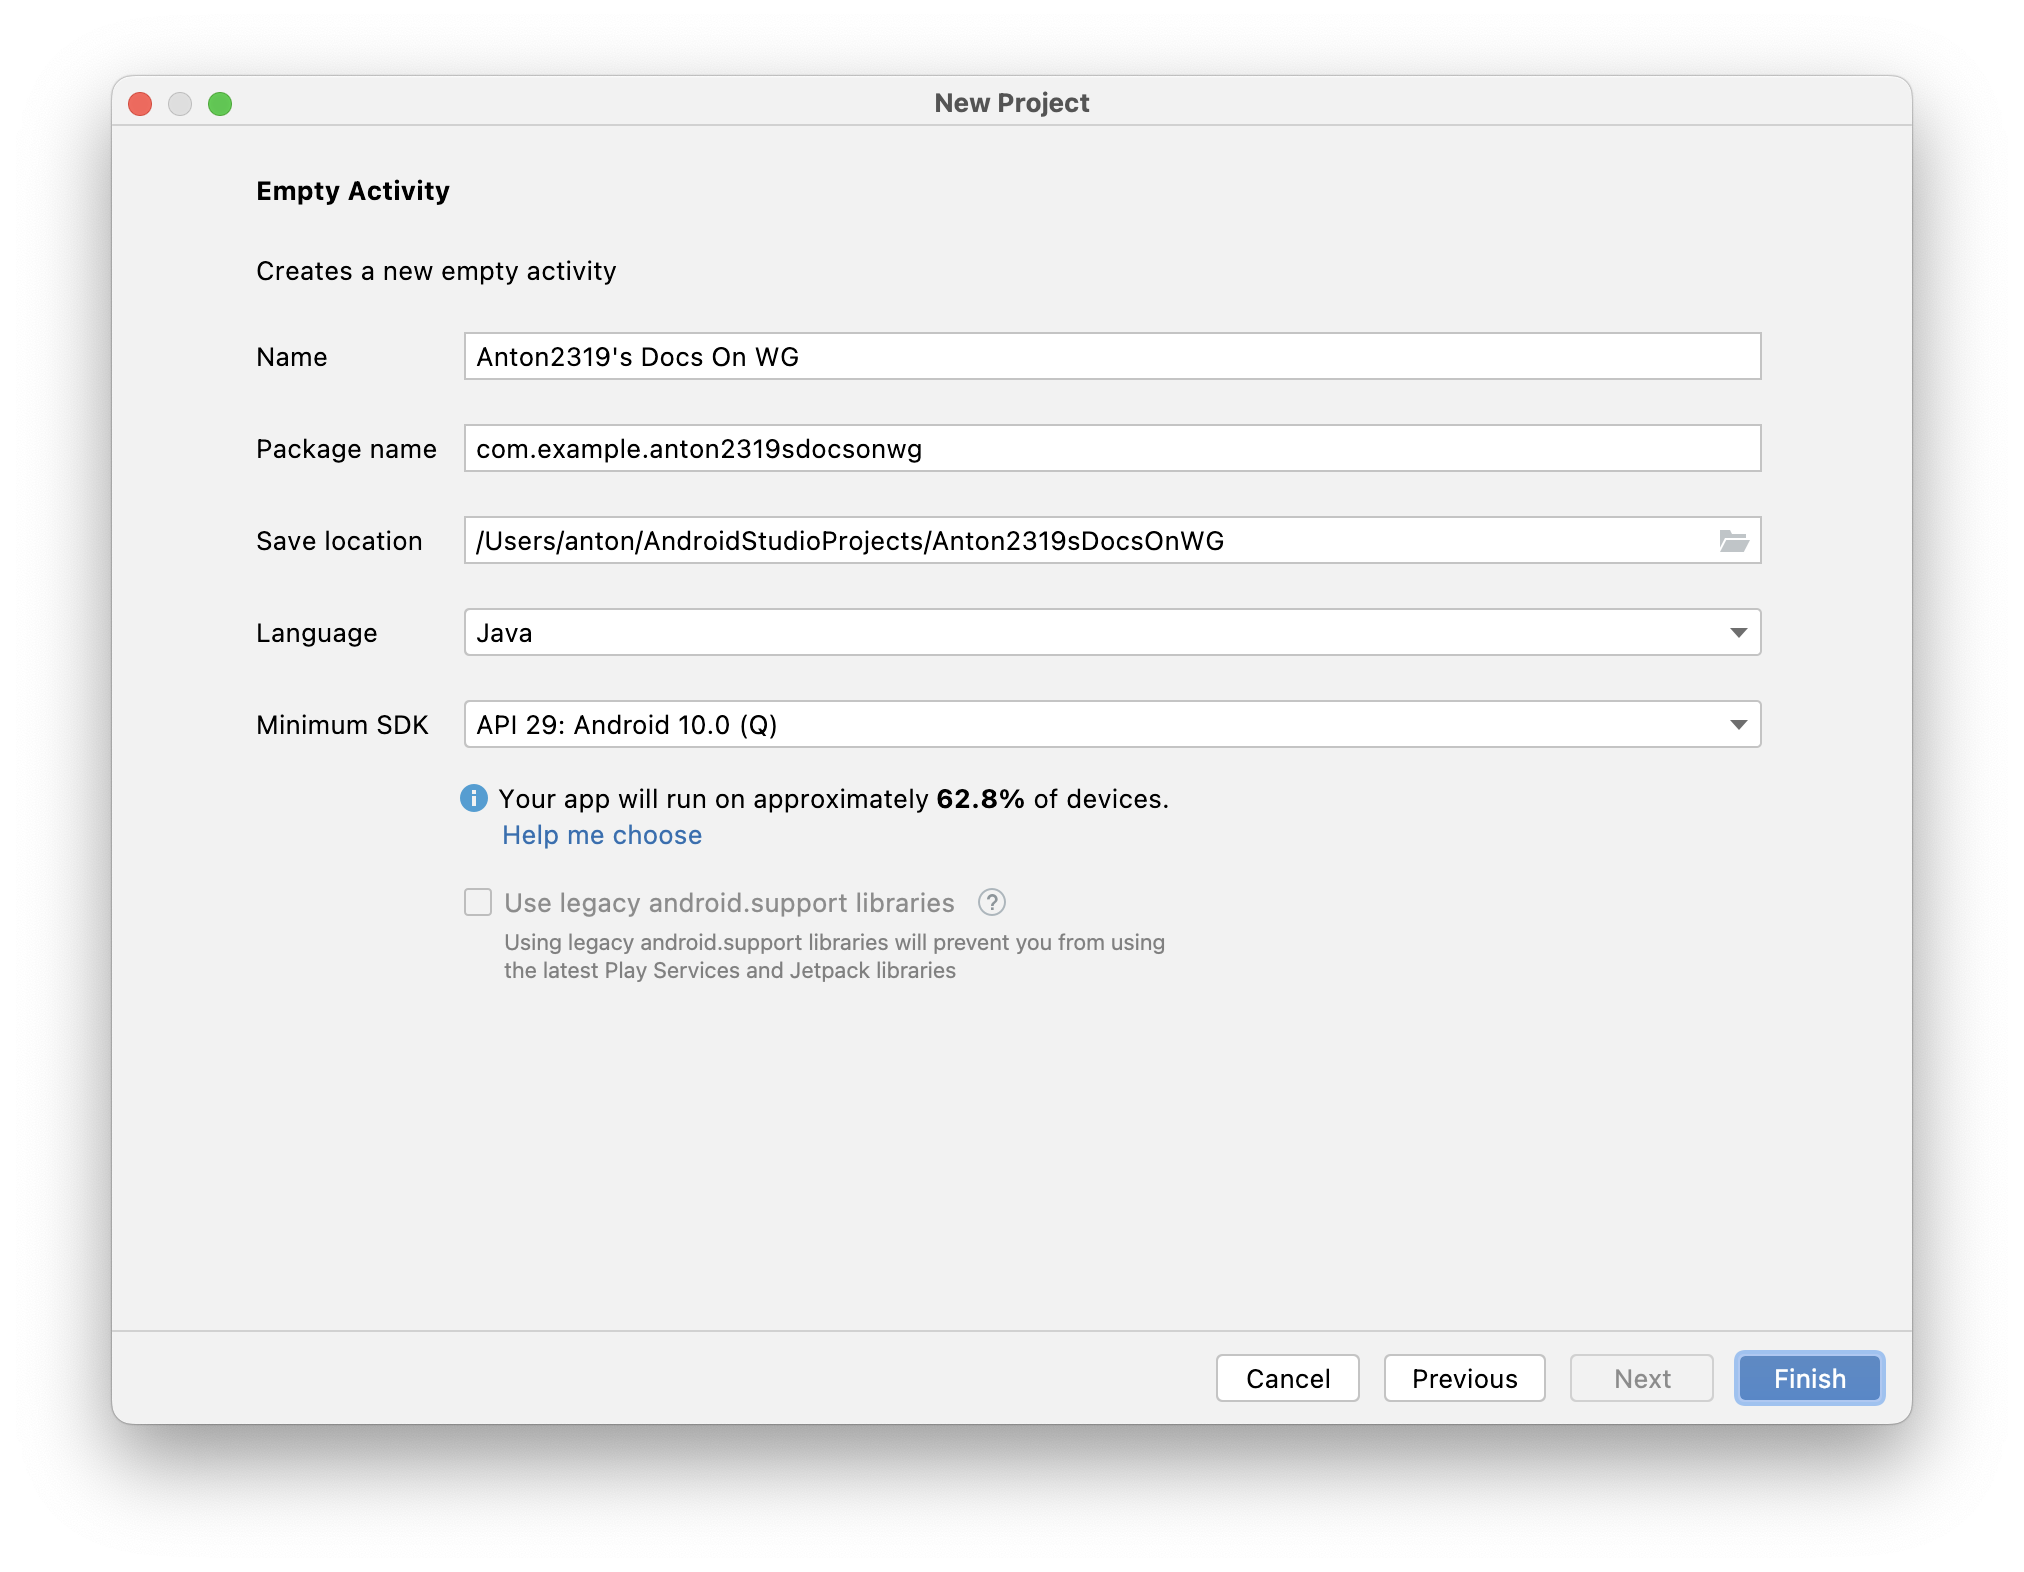 New Project
Empty Activity
Creates a new empty activity
Name Anton2319's Docs On WG
Package name com.example.anton2319sdocsonwg
Save location /Users/anton/AndroidStudioProjects/Anton2319sDocsOnWG
Language Java
Minimum SDK API 29: Android 10.0 (Q)
i Your app will run on approximately 62.8% of devices.
Help me choose
Use legacy android.support libraries ?
Using legacy android.support libraries will prevent you from using
the latest Play Services and Jetpack libraries
Cancel Previous Next Finish